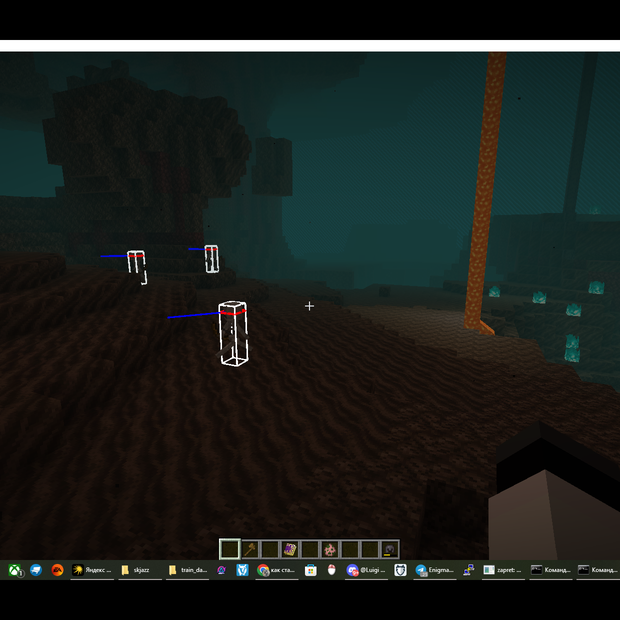 Яндекс ...
skjazz
train_da...
как ста...
@Luigi ...
Enigma...
zapret: ...
Команд...
Команд...